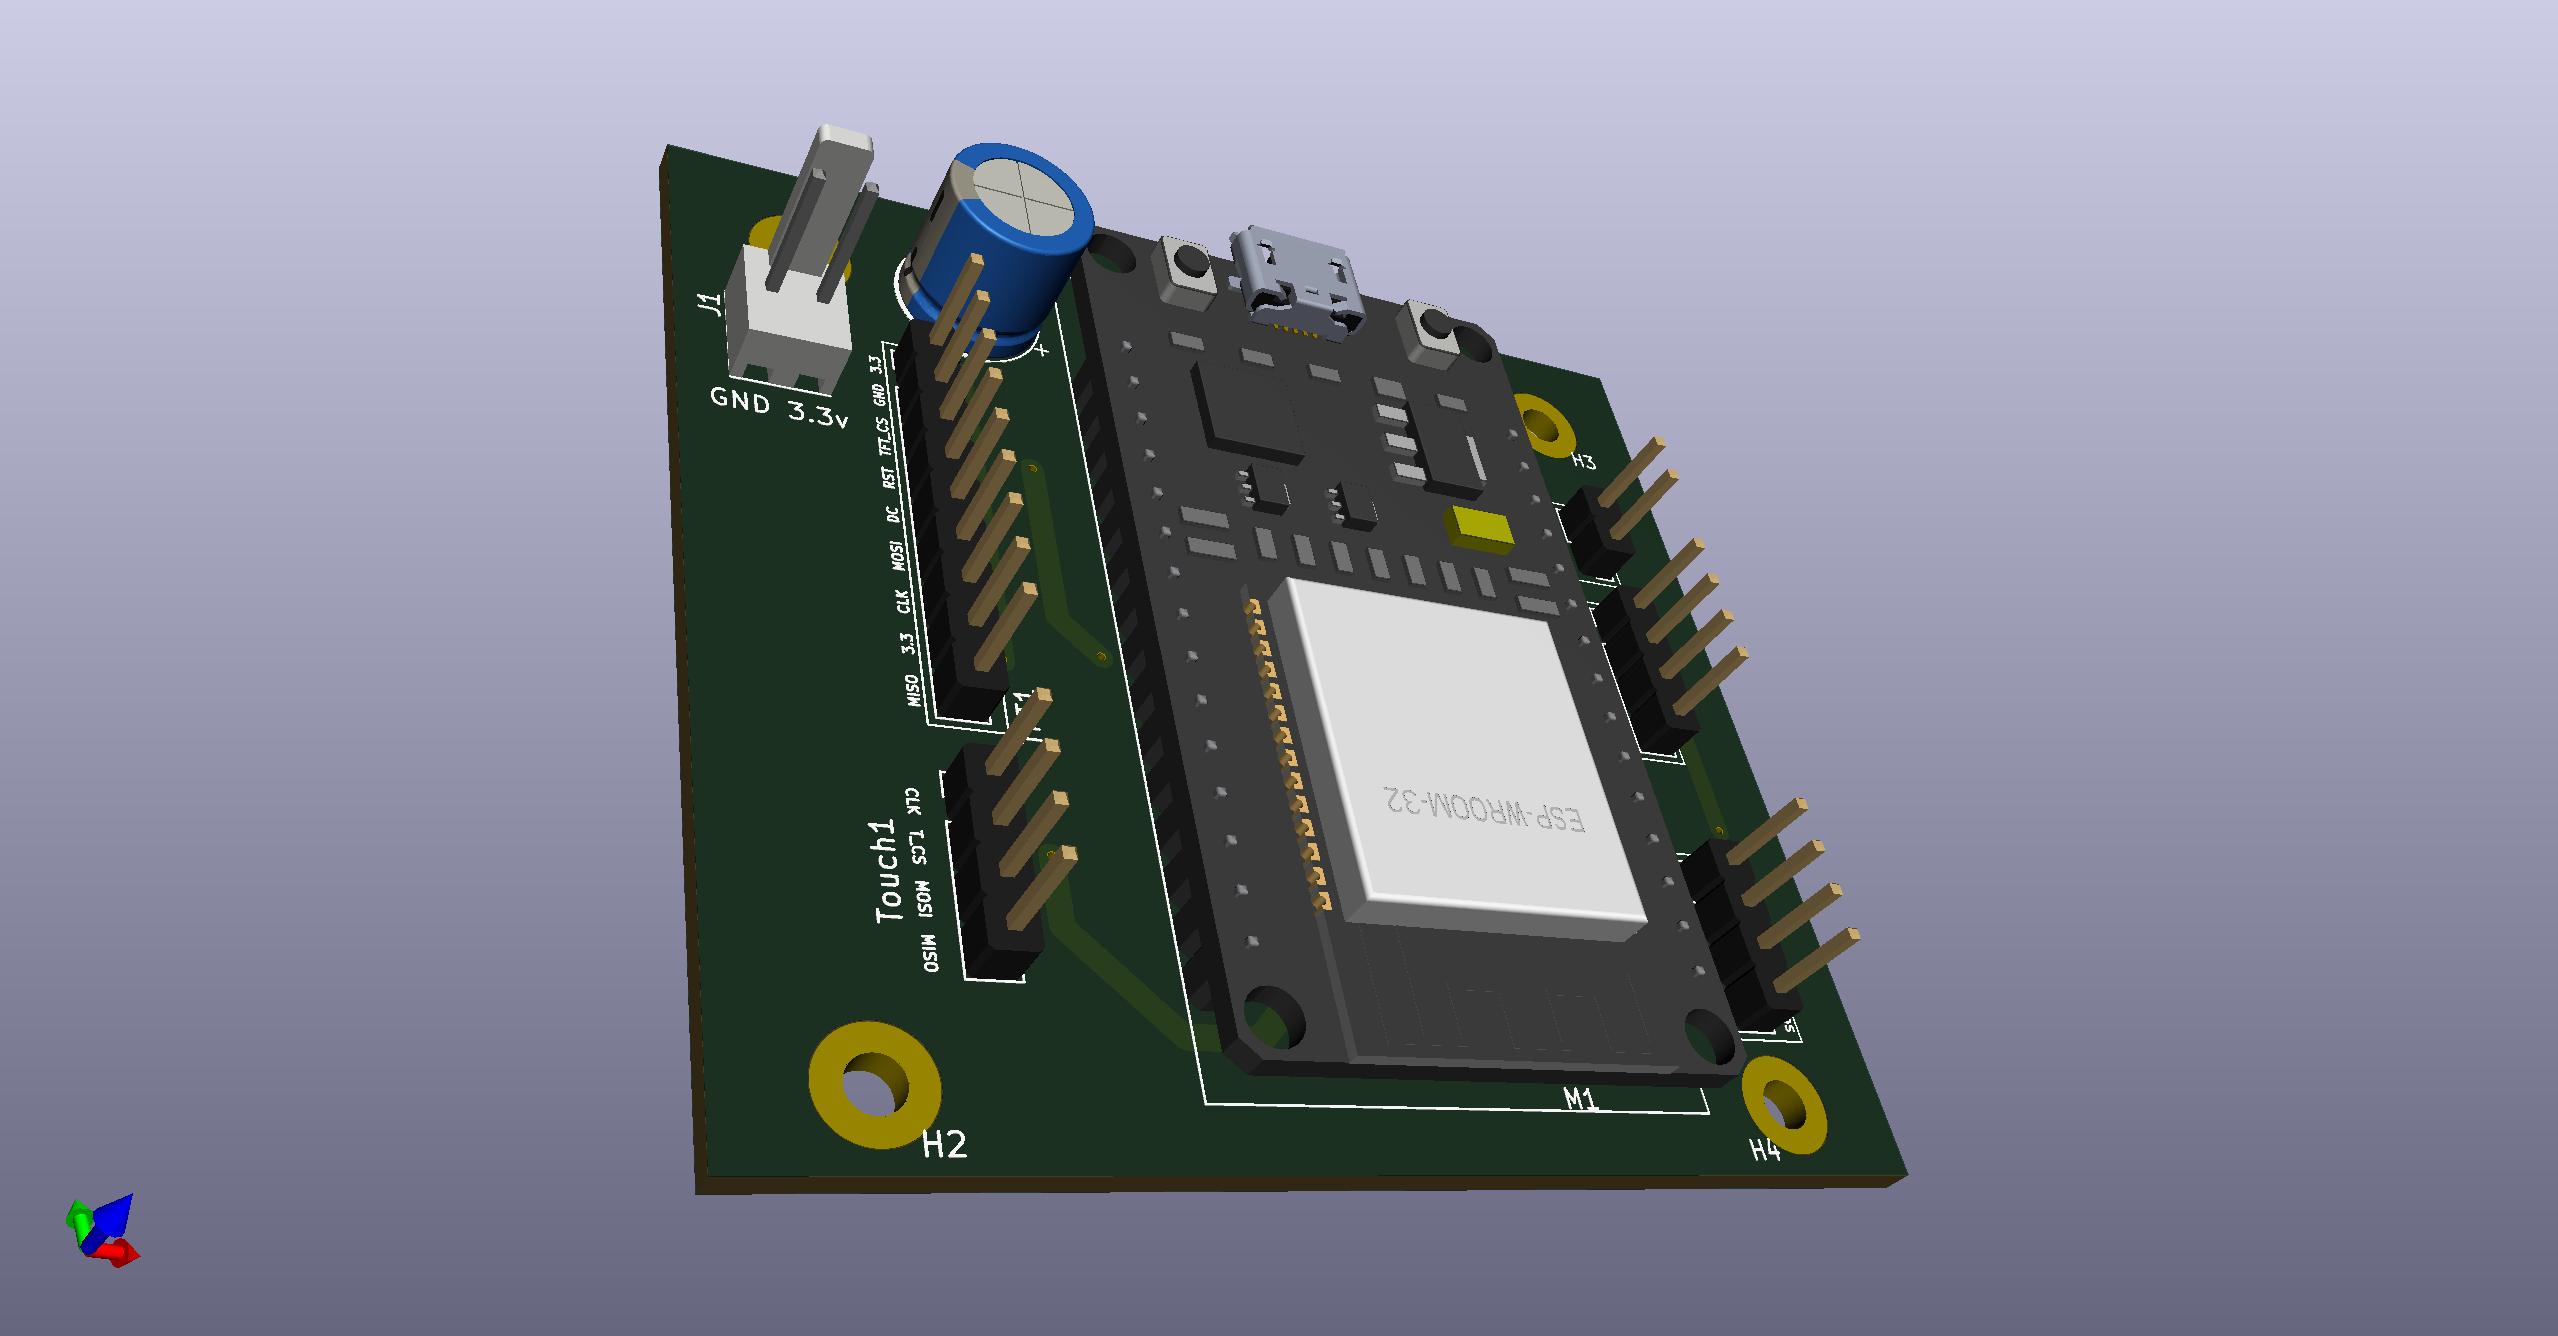 J1
GND 3.3v
+
3.3
GND
TFT_CS
RST
DC
MOSI
CLK
3.3
MISO
H3
Touch1
CLK T_CS MOSI MISO
ESP-WROOM-32
M1
H2
H4